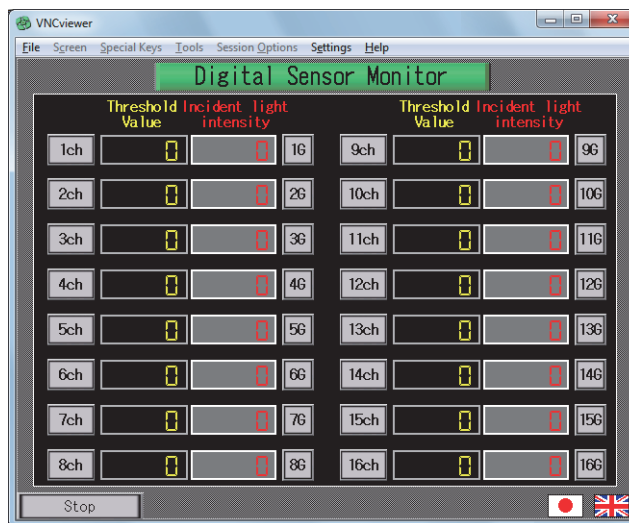 VNCviewer
File Screen Special Keys Tools Session Options Settings Help
Digital Sensor Monitor
Threshold Incident light Threshold Incident light
Value intensity Value intensity
1ch 0 0 1G 9ch 0 0 9G
2ch 0 0 2G 10ch 0 0 10G
3ch 0 0 3G 11ch 0 0 11G
4ch 0 0 4G 12ch 0 0 12G
5ch 0 0 5G 13ch 0 0 13G
6ch 0 0 6G 14ch 0 0 14G
7ch 0 0 7G 15ch 0 0 15G
8ch 0 0 8G 16ch 0 0 16G
Stop